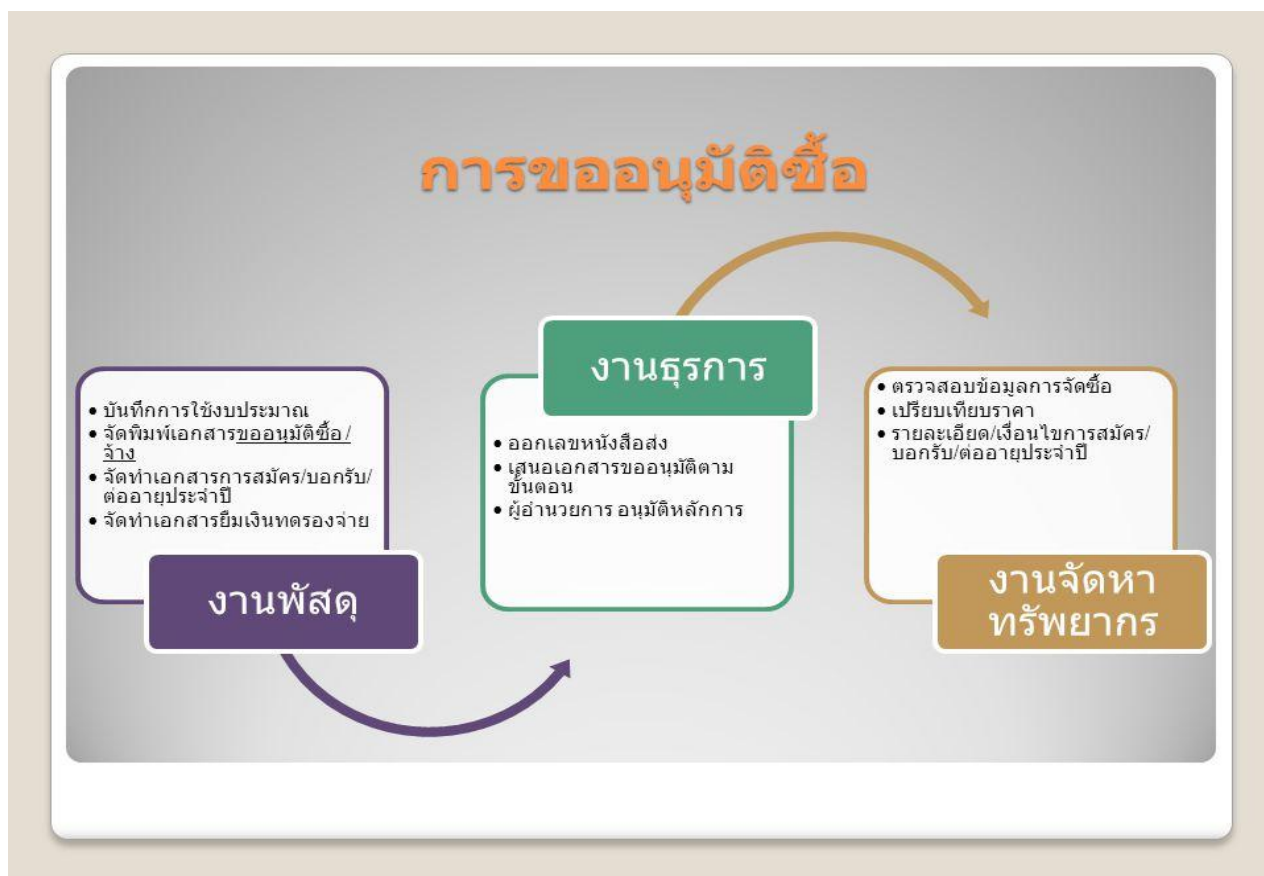 การขออนุมัติซื้อ
• บันทึกการใช้งบประมาณ
• จัดพิมพ์เอกสารขออนุมัติซื้อ/
จ้าง
• จัดทำเอกสารการสมัคร/บอกรับ/
ต่ออายุประจำปี
• จัดทำเอกสารยืมเงินทดรองจ่าย
งานพัสดุ
งานธุรการ
• ออกเลขหนังสือส่ง
• เสนอเอกสารขออนุมัติตาม
ขั้นตอน
• ผู้อำนวยการ อนุมัติหลักการ
• ตรวจสอบข้อมูลการจัดซื้อ
• เปรียบเทียบราคา
• รายละเอียด/เงื่อนไขการสมัคร/
บอกรับ/ต่ออายุประจำปี
งานจัดหา
ทรัพยากร